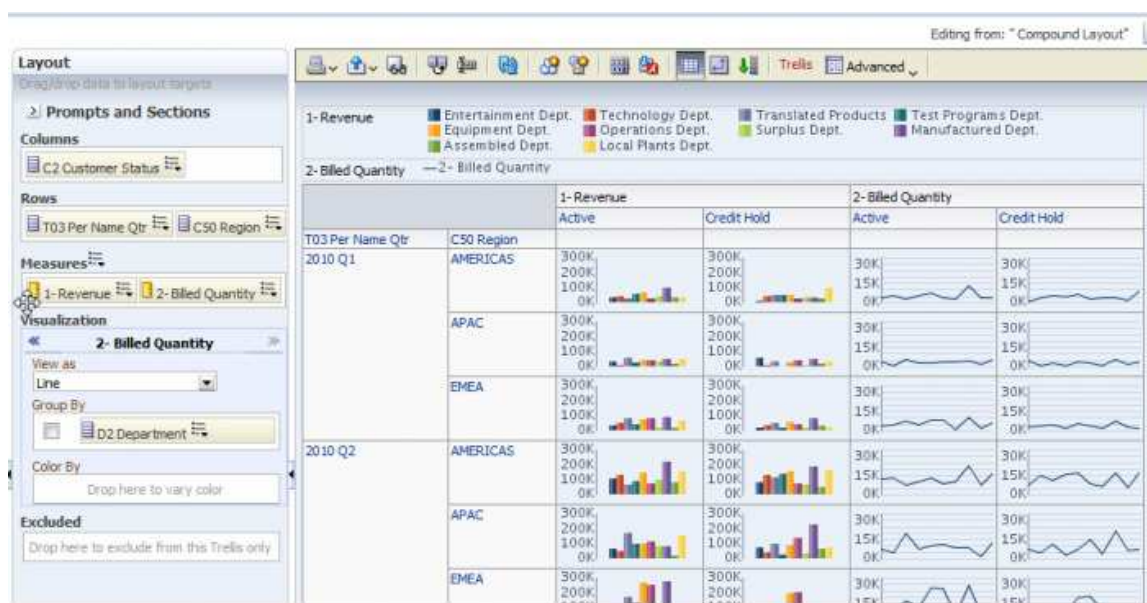 Editing from: " Compound Layout"
Layout
Drag/drop data to layout targets
Prompts and Sections
Columns
C2 Customer Status
Rows
T03 Per Name Qtr C50 Region
Measures
1- Revenue 2- Billed Quantity
Visualization
2- Billed Quantity
View as
Line
Group By
D2 Department
Color By
Drop here to vary color
Excluded
Drop here to exclude from this Trellis only
Trellis Advanced
1- Revenue Entertainment Dept. Technology Dept. Translated Products Test Programs Dept.
Equipment Dept. Operations Dept. Surplus Dept. Manufactured Dept.
Assembled Dept. Local Plants Dept.
2- Billed Quantity 2- Billed Quantity
1- Revenue 2- Billed Quantity
Active Credit Hold Active Credit Hold
T03 Per Name Qtr C50 Region
2010 Q1 AMERICAS 300K 300K
200K 200K 30K 30K
100K 100K 15K 15K
0K 0K 0K 0K
APAC 300K 300K
200K 200K 30K 30K
100K 100K 15K 15K
0K 0K 0K 0K
EMEA 300K 300K
200K 200K 30K 30K
100K 100K 15K 15K
0K 0K 0K 0K
2010 Q2 AMERICAS 300K 300K 30K 30K
200K 200K
100K 100K 15K 15K
0K 0K 0K 0K
APAC 300K 300K 30K 30K
200K 200K
100K 100K 15K 15K
0K 0K 0K 0K
EMEA 300K 300K 30K 30K
200K 200K 15K 15K